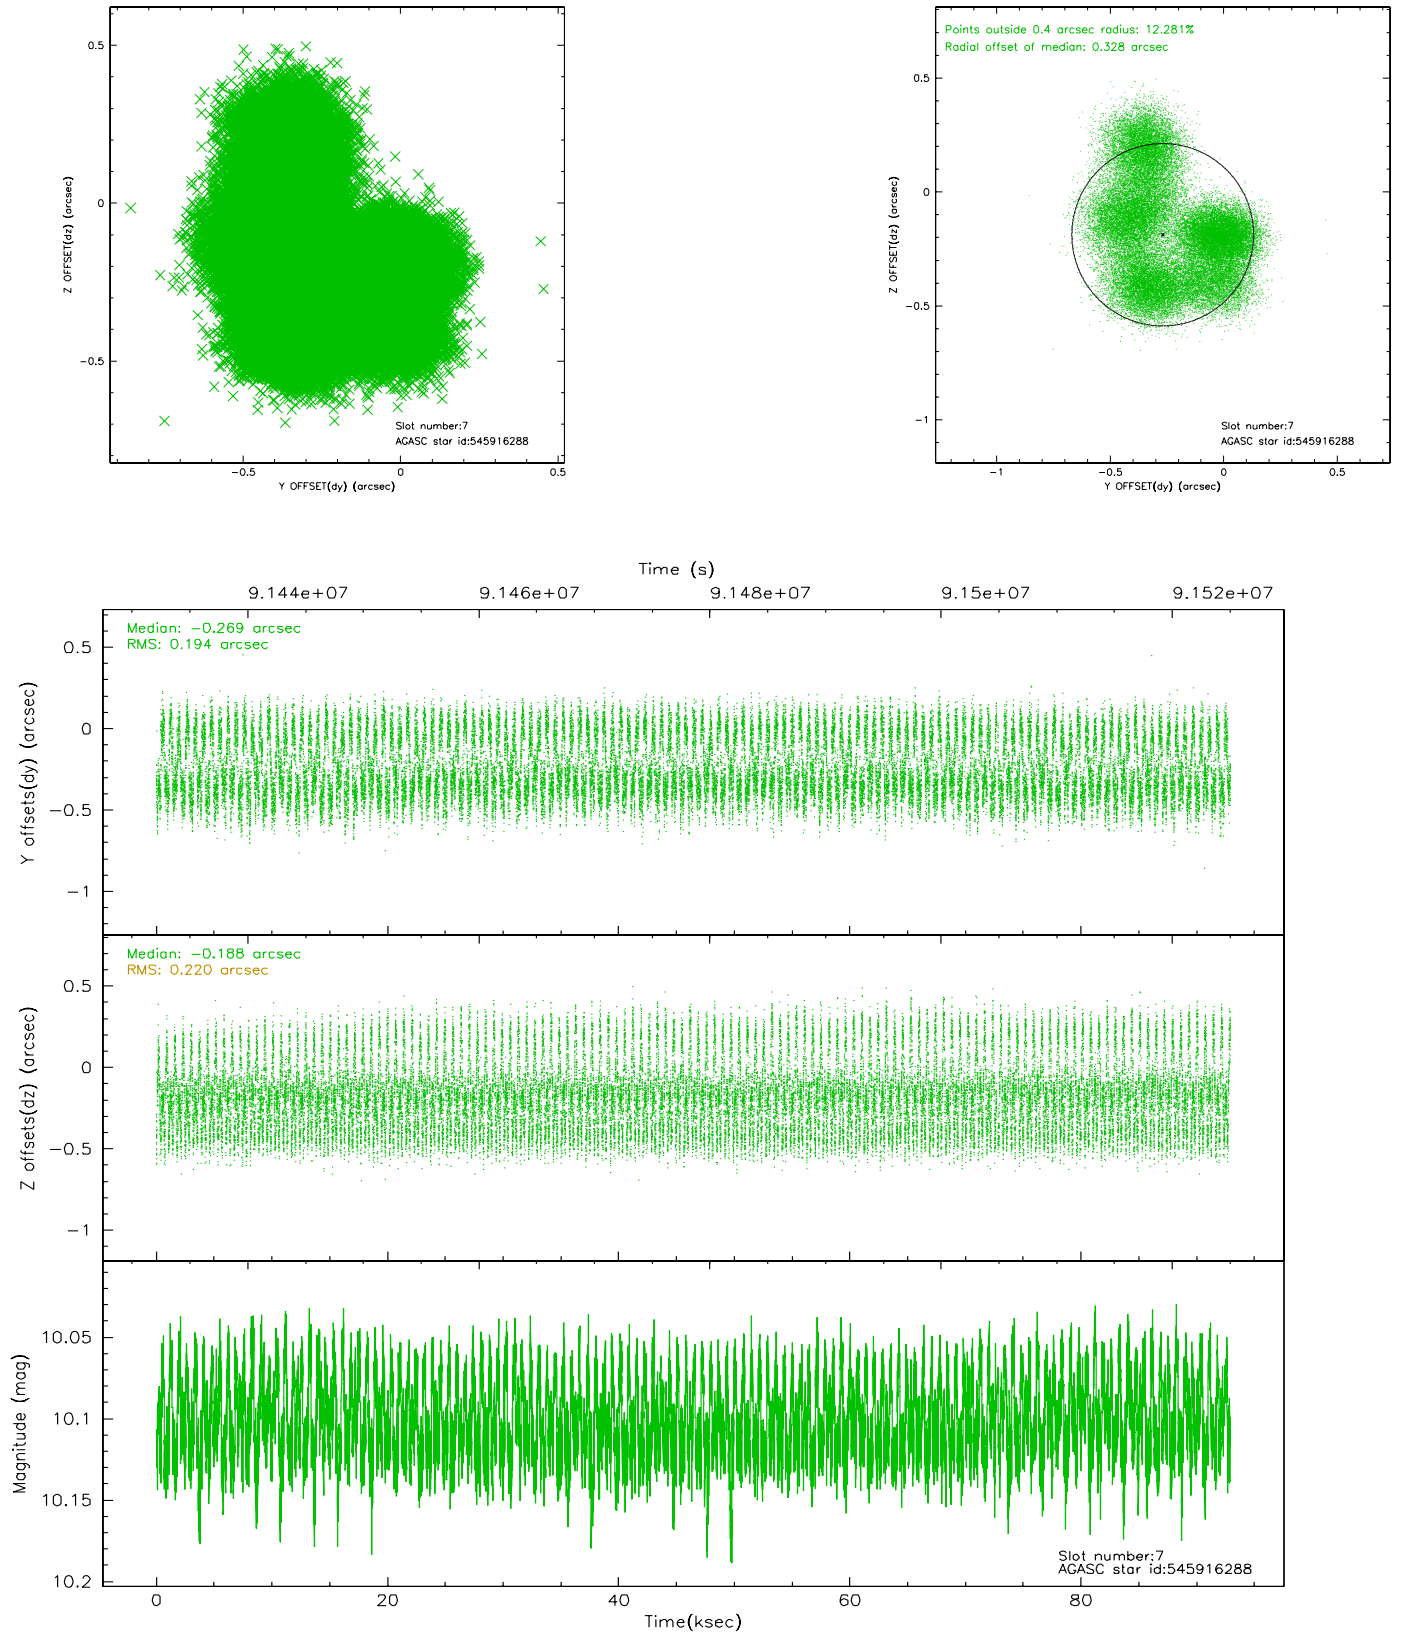 0.5
0
−0.5
Z OFFSET(dz) (arcsec)
Slot number:7
AGASC star id:545916288
−0.5 0 0.5
Y OFFSET(dy) (arcsec)
Points outside 0.4 arcsec radius: 12.281%
Radial offset of median: 0.328 arcsec
0.5
0
−0.5
−1
Z OFFSET(dz) (arcsec)
Slot number:7
AGASC star id:545916288
−1 −0.5 0 0.5
Y OFFSET(dy) (arcsec)
Time (s)
9.144e+07 9.146e+07 9.148e+07 9.15e+07 9.152e+07
Median: −0.269 arcsec
RMS: 0.194 arcsec
0.5
0
−0.5
−1
Y offsets(dy) (arcsec)
Median: −0.188 arcsec
RMS: 0.220 arcsec
0.5
0
−0.5
−1
Z offsets(dz) (arcsec)
10.05
10.1
10.15
10.2
Magnitude (mag)
Slot number:7
AGASC star id:545916288
0 20 40 60 80
Time(ksec)